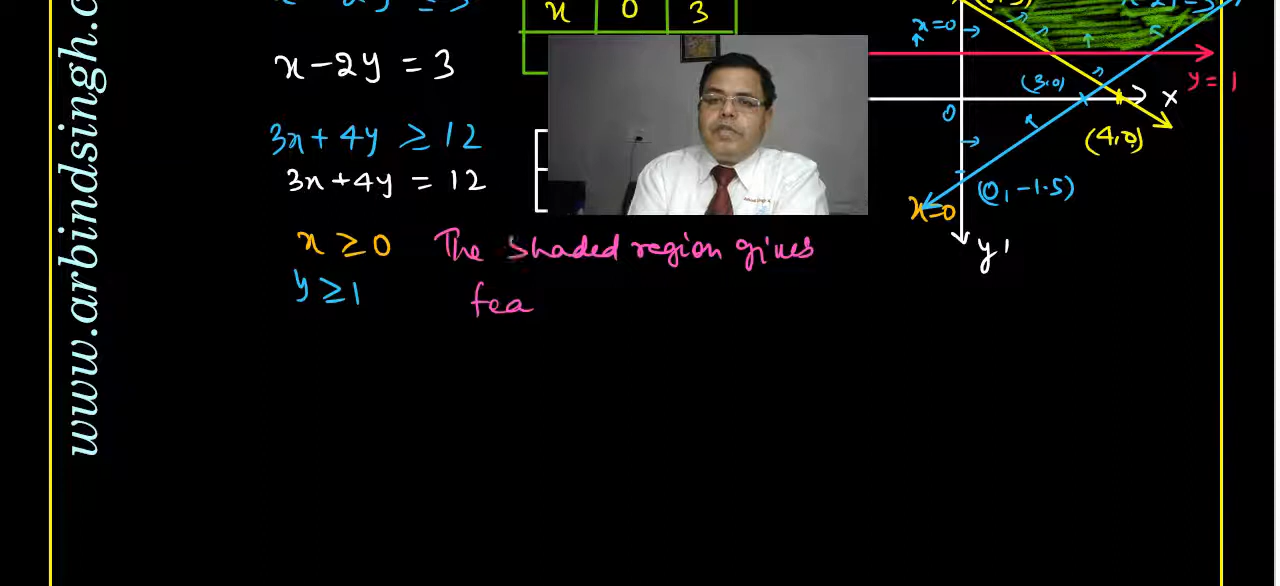 www.arbindsingh.c
x | 0 | 3
x - 2y = 3
3x + 4y ≥ 12
3x + 4y = 12
x ≥ 0
y ≥ 1
The shaded region gives
fea
x=0
y = 1
(3,0)
X
0
(4,0)
(0, -1.5)
x=0
y'